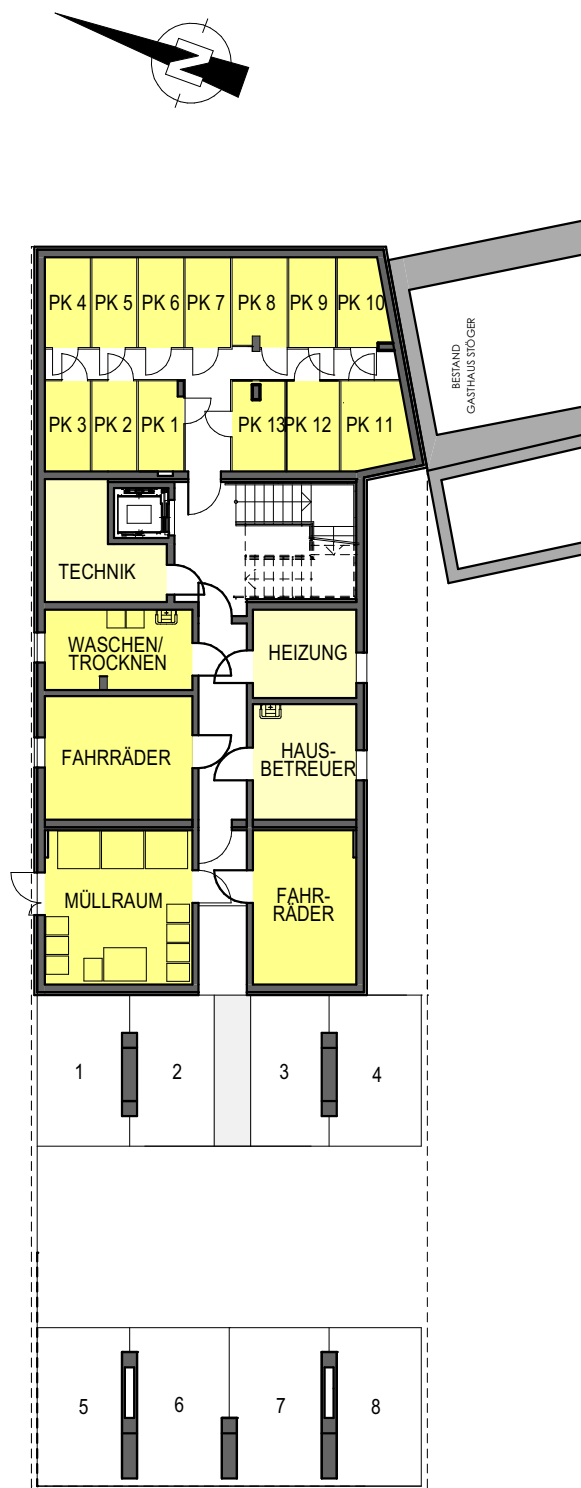 N
PK 4
PK 5
PK 6
PK 7
PK 8
PK 9
PK 10
BESTAND
GASTHAUS STÖGER
PK 3
PK 2
PK 1
PK 13
PK 12
PK 11
TECHNIK
WASCHEN/
TROCKNEN
HEIZUNG
FAHRRÄDER
HAUS-
BETREUER
MÜLLRAUM
FAHR-
RÄDER
1
2
3
4
5
6
7
8